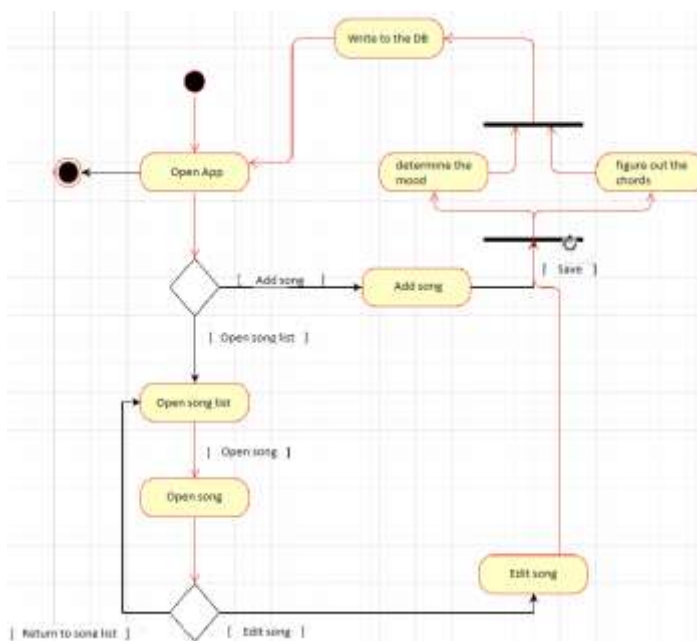 Write to the DB
determine the
mood
figure out the
chords
Open App
[ Save ]
[ Add song ]
Add song
[ Open song list ]
Open song list
[ Open song ]
Open song
Edit song
[ Return to song list ]
[ Edit song ]